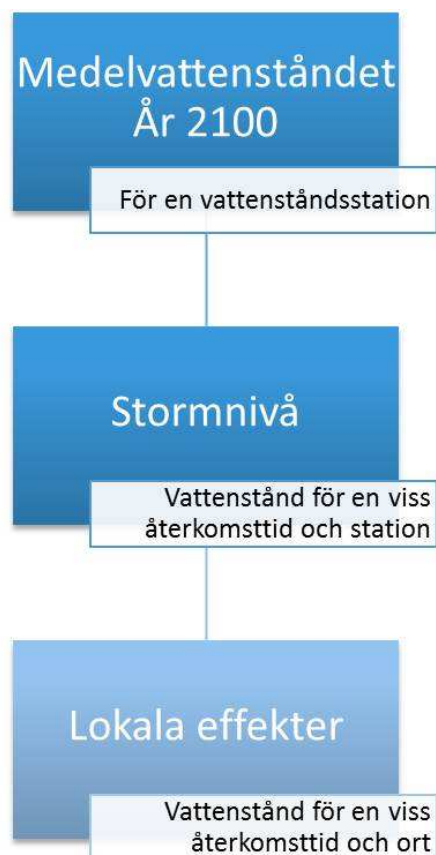 Medelvattenståndet
År 2100
För en vattenståndsstation
Stormnivå
Vattenstånd för en viss
återkomsttid och station
Lokala effekter
Vattenstånd för en viss
återkomsttid och ort